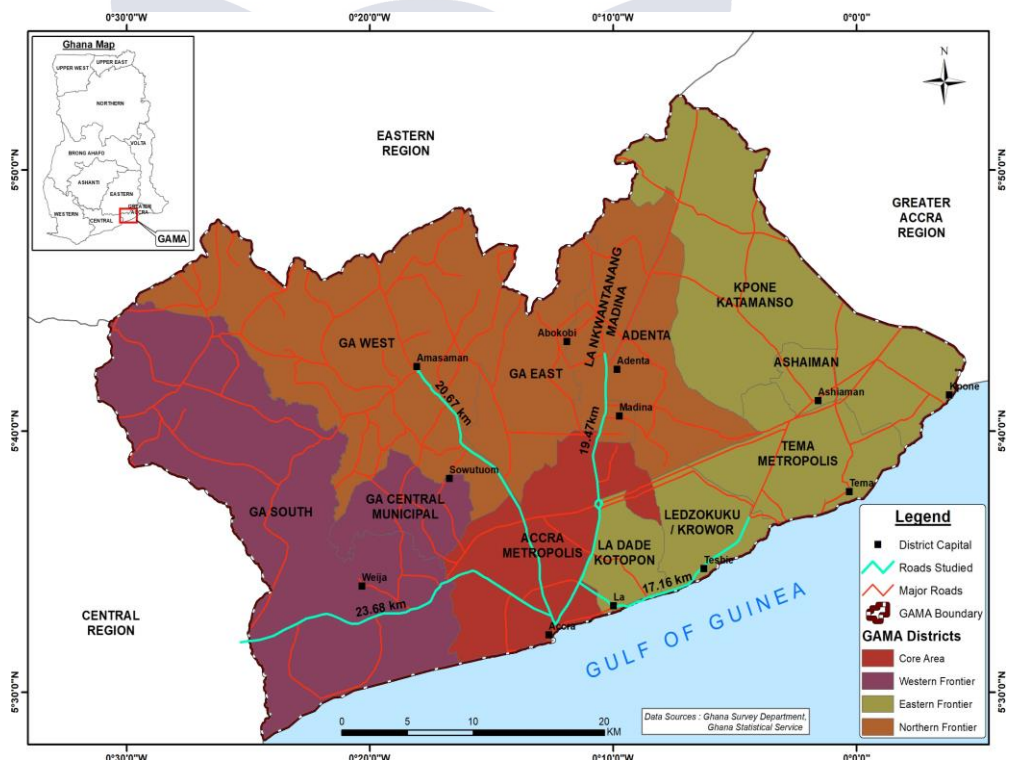 0°30'0"W
0°20'0"W
0°10'0"W
0°0'0"
Ghana Map
UPPER WEST
UPPER EAST
NORTHERN
BRONG AHAFO
VOLTA
ASHANTI
EASTERN
WESTERN
CENTRAL
GREATER
ACCRA
GAMA
N
EASTERN
REGION
GREATER
ACCRA
REGION
CENTRAL
REGION
5°50'0"N
5°40'0"N
5°30'0"N
5°50'0"N
5°40'0"N
5°30'0"N
KPONE
KATAMANSO
LA NKWANTANANG
MADINA
ADENTA
Abokobi
GA WEST
Amasaman
GA EAST
Adenta
ASHAIMAN
Ashiaman
Kpone
20.67 km
19.47km
Madina
TEMA
METROPOLIS
Sowutuom
Tema
GA CENTRAL
MUNICIPAL
GA SOUTH
LEDZOKUKU
/ KROWOR
ACCRA
METROPOLIS
LA DADE
KOTOPON
Tesbie
Weija
17.16 km
La
23.68 km
Accra
GULF OF GUINEA
Legend
District Capital
Roads Studied
Major Roads
GAMA Boundary
GAMA Districts
Core Area
Western Frontier
Eastern Frontier
Northern Frontier
0 5 10 20
KM
Data Sources : Ghana Survey Department,
Ghana Statistical Service
0°30'0"W
0°20'0"W
0°10'0"W
0°0'0"